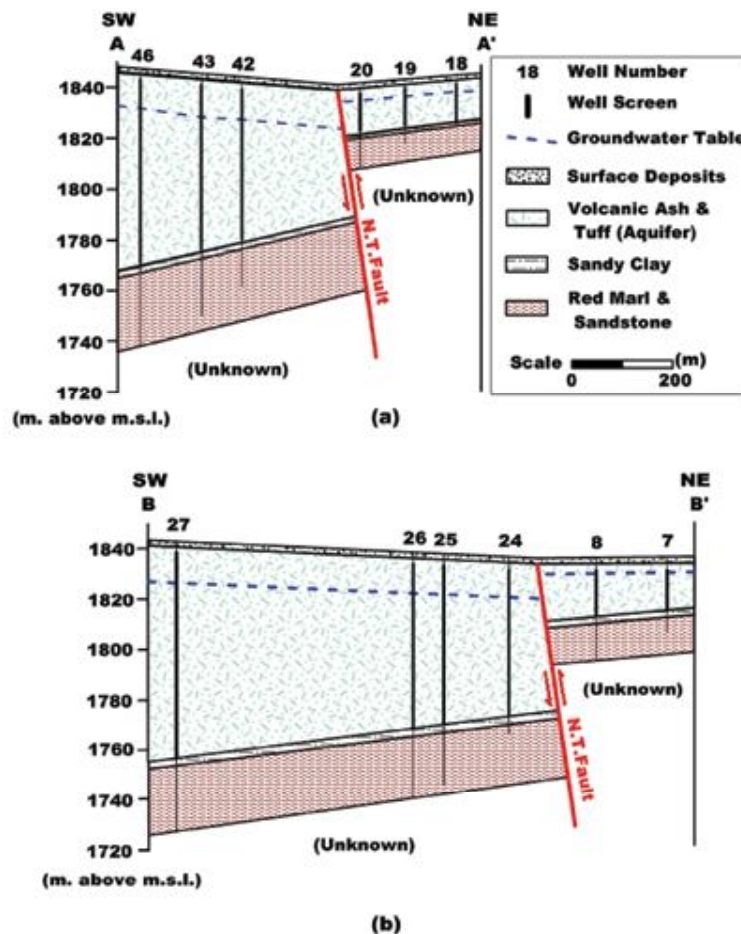 SW
A
NE
A'
46
43
42
20
19
18
1840
1820
1800
1780
1760
1740
1720
(m. above m.s.l.)
(Unknown)
(Unknown)
N.T.Fault
(a)
18 Well Number
Well Screen
Groundwater Table
Surface Deposits
Volcanic Ash &
Tuff (Aquifer)
Sandy Clay
Red Marl &
Sandstone
Scale (m)
0 200
SW
B
NE
B'
27
26
25
24
8
7
1840
1820
1800
1780
1760
1740
1720
(m. above m.s.l.)
(Unknown)
(Unknown)
N.T.Fault
(b)